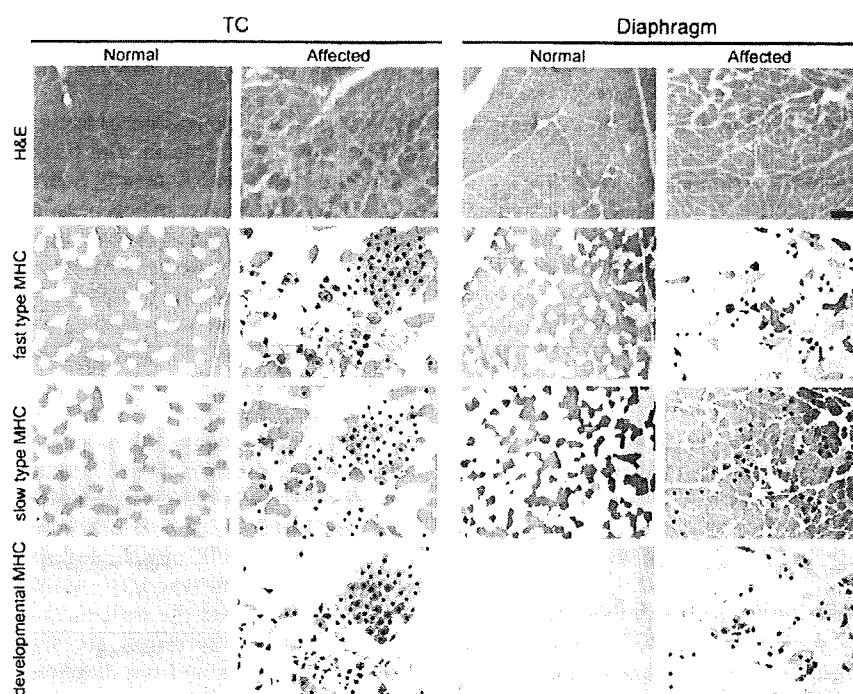 TC Diaphragm
Normal Affected Normal Affected
H&E
fast type MHC
slow type MHC
developmental MHC